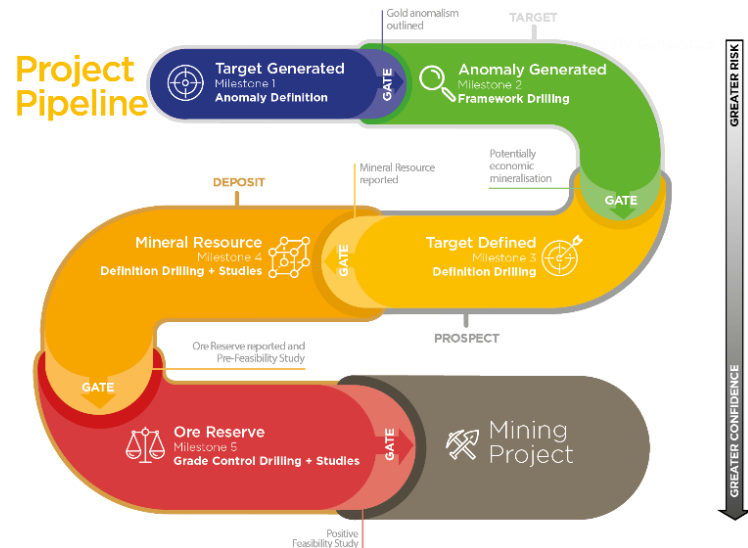 Project
Pipeline
Gold anomalism
outlined
TARGET
Target Generated
Milestone 1
Anomaly Definition
GATE
Anomaly Generated
Milestone 2
Framework Drilling
GREATER RISK
Potentially
economic
mineralisation
GATE
Mineral Resource
reported
DEPOSIT
Target Defined
Milestone 3
Definition Drilling
GATE
Mineral Resource
Milestone 4
Definition Drilling + Studies
PROSPECT
Ore Reserve reported and
Pre-Feasibility Study
GATE
Ore Reserve
Milestone 5
Grade Control Drilling + Studies
GATE
Mining
Project
Positive
Feasibility Study
GREATER CONFIDENCE